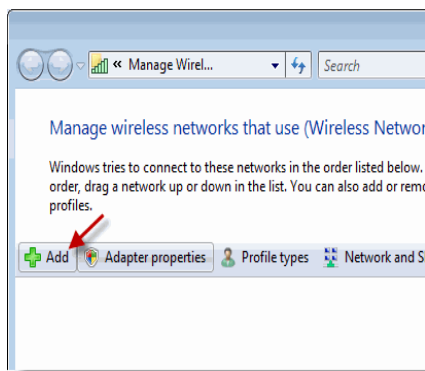 « Manage Wirel...
Search
Manage wireless networks that use (Wireless Networ
Windows tries to connect to these networks in the order listed below.
order, drag a network up or down in the list. You can also add or remo
profiles.
Add Adapter properties Profile types Network and S